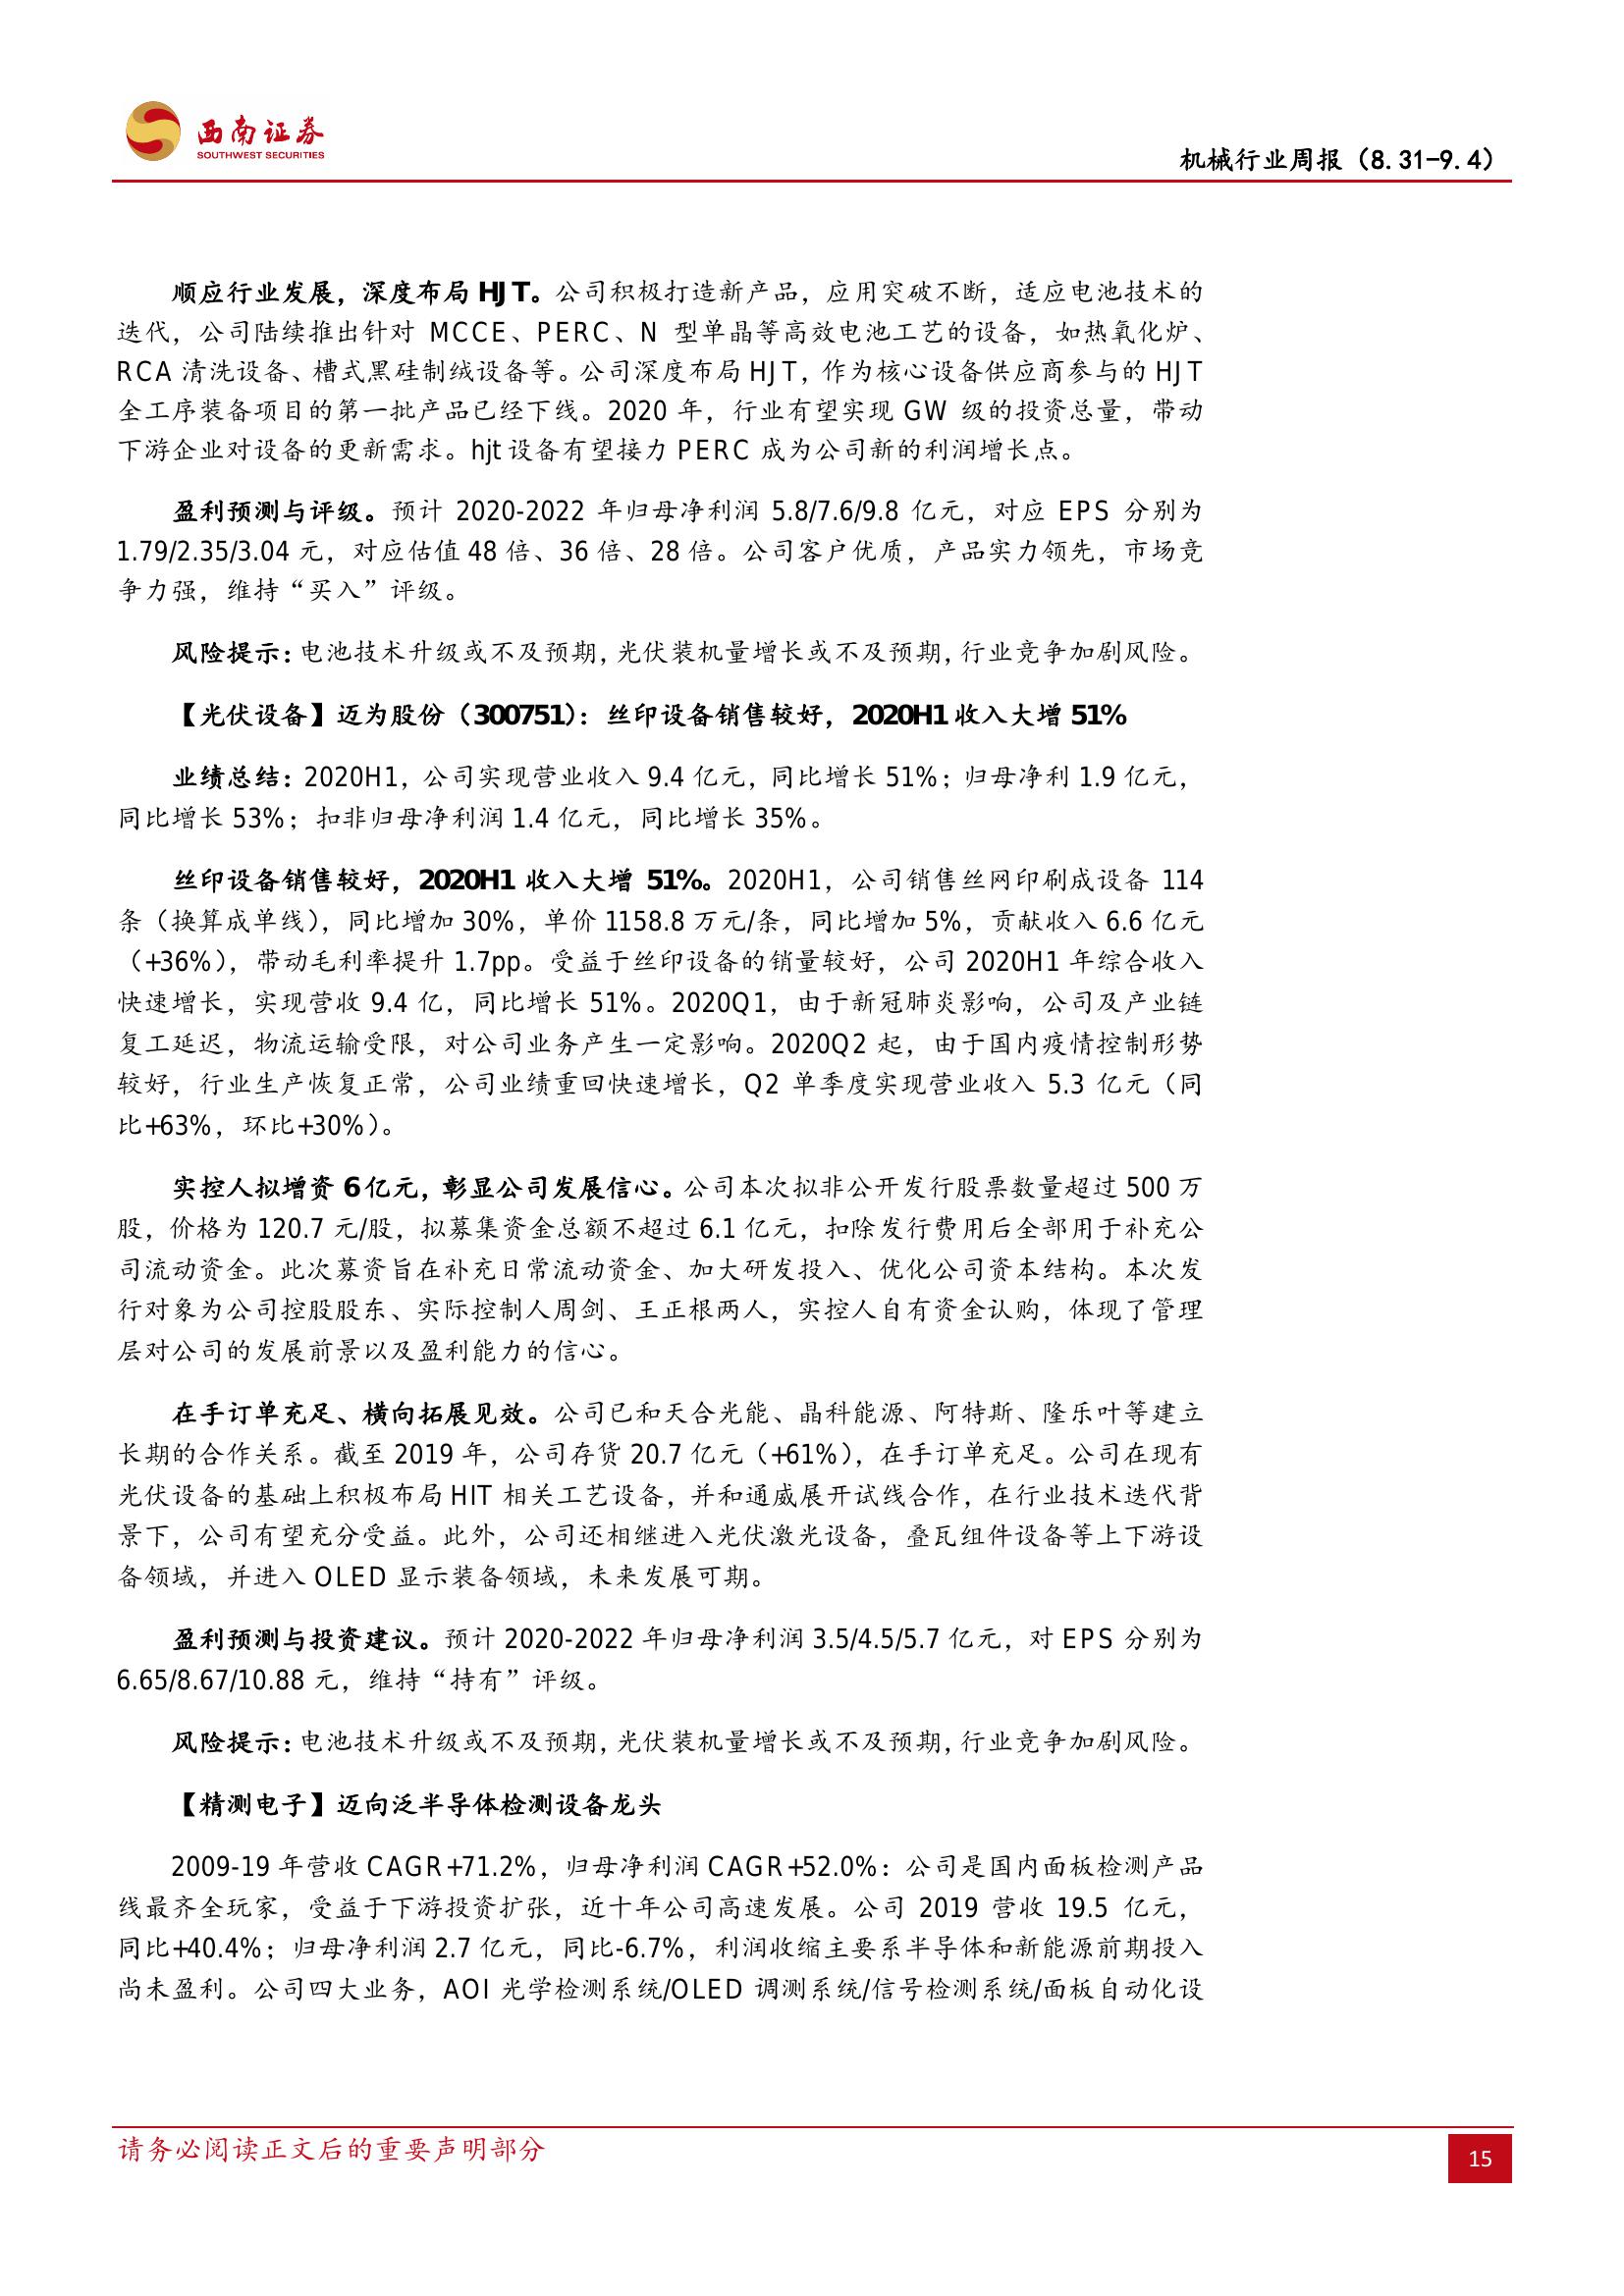 西南证券
SOUTHWEST SECURITIES
机械行业周报（8.31-9.4）
顺应行业发展，深度布局 HJT。公司积极打造新产品，应用突破不断，适应电池技术的
迭代，公司陆续推出针对 MCCE、PERC、N 型单晶等高效电池工艺的设备，如热氧化炉、
RCA 清洗设备、槽式黑硅制绒设备等。公司深度布局 HJT，作为核心设备供应商参与的 HJT
全工序装备项目的第一批产品已经下线。2020 年，行业有望实现 GW 级的投资总量，带动
下游企业对设备的更新需求。hjt 设备有望接力 PERC 成为公司新的利润增长点。
盈利预测与评级。预计 2020-2022 年归母净利润 5.8/7.6/9.8 亿元，对应 EPS 分别为
1.79/2.35/3.04 元，对应估值 48 倍、36 倍、28 倍。公司客户优质，产品实力领先，市场竞
争力强，维持“买入”评级。
风险提示：电池技术升级或不及预期，光伏装机量增长或不及预期，行业竞争加剧风险。
【光伏设备】迈为股份（300751）：丝印设备销售较好，2020H1 收入大增 51%
业绩总结：2020H1，公司实现营业收入 9.4 亿元，同比增长 51%；归母净利 1.9 亿元，
同比增长 53%；扣非归母净利润 1.4 亿元，同比增长 35%。
丝印设备销售较好，2020H1 收入大增 51%。2020H1，公司销售丝网印刷成设备 114
条（换算成单线），同比增加 30%，单价 1158.8 万元/条，同比增加 5%，贡献收入 6.6 亿元
（+36%），带动毛利率提升 1.7pp。受益于丝印设备的销量较好，公司 2020H1 年综合收入
快速增长，实现营收 9.4 亿，同比增长 51%。2020Q1，由于新冠肺炎影响，公司及产业链
复工延迟，物流运输受限，对公司业务产生一定影响。2020Q2 起，由于国内疫情控制形势
较好，行业生产恢复正常，公司业绩重回快速增长，Q2 单季度实现营业收入 5.3 亿元（同
比+63%，环比+30%）。
实控人拟增资 6 亿元，彰显公司发展信心。公司本次拟非公开发行股票数量超过 500 万
股，价格为 120.7 元/股，拟募集资金总额不超过 6.1 亿元，扣除发行费用后全部用于补充公
司流动资金。此次募资旨在补充日常流动资金、加大研发投入、优化公司资本结构。本次发
行对象为公司控股股东、实际控制人周剑、王正根两人，实控人自有资金认购，体现了管理
层对公司的发展前景以及盈利能力的信心。
在手订单充足、横向拓展见效。公司已和天合光能、晶科能源、阿特斯、隆乐叶等建立
长期的合作关系。截至 2019 年，公司存货 20.7 亿元（+61%），在手订单充足。公司在现有
光伏设备的基础上积极布局 HIT 相关工艺设备，并和通威展开试线合作，在行业技术迭代背
景下，公司有望充分受益。此外，公司还相继进入光伏激光设备，叠瓦组件设备等上下游设
备领域，并进入 OLED 显示装备领域，未来发展可期。
盈利预测与投资建议。预计 2020-2022 年归母净利润 3.5/4.5/5.7 亿元，对 EPS 分别为
6.65/8.67/10.88 元，维持“持有”评级。
风险提示：电池技术升级或不及预期，光伏装机量增长或不及预期，行业竞争加剧风险。
【精测电子】迈向泛半导体检测设备龙头
2009-19 年营收 CAGR+71.2%，归母净利润 CAGR+52.0%：公司是国内面板检测产品
线最齐全玩家，受益于下游投资扩张，近十年公司高速发展。公司 2019 营收 19.5 亿元，
同比+40.4%；归母净利润 2.7 亿元，同比-6.7%，利润收缩主要系半导体和新能源前期投入
尚未盈利。公司四大业务，AOI 光学检测系统/OLED 调测系统/信号检测系统/面板自动化设
请务必阅读正文后的重要声明部分
15